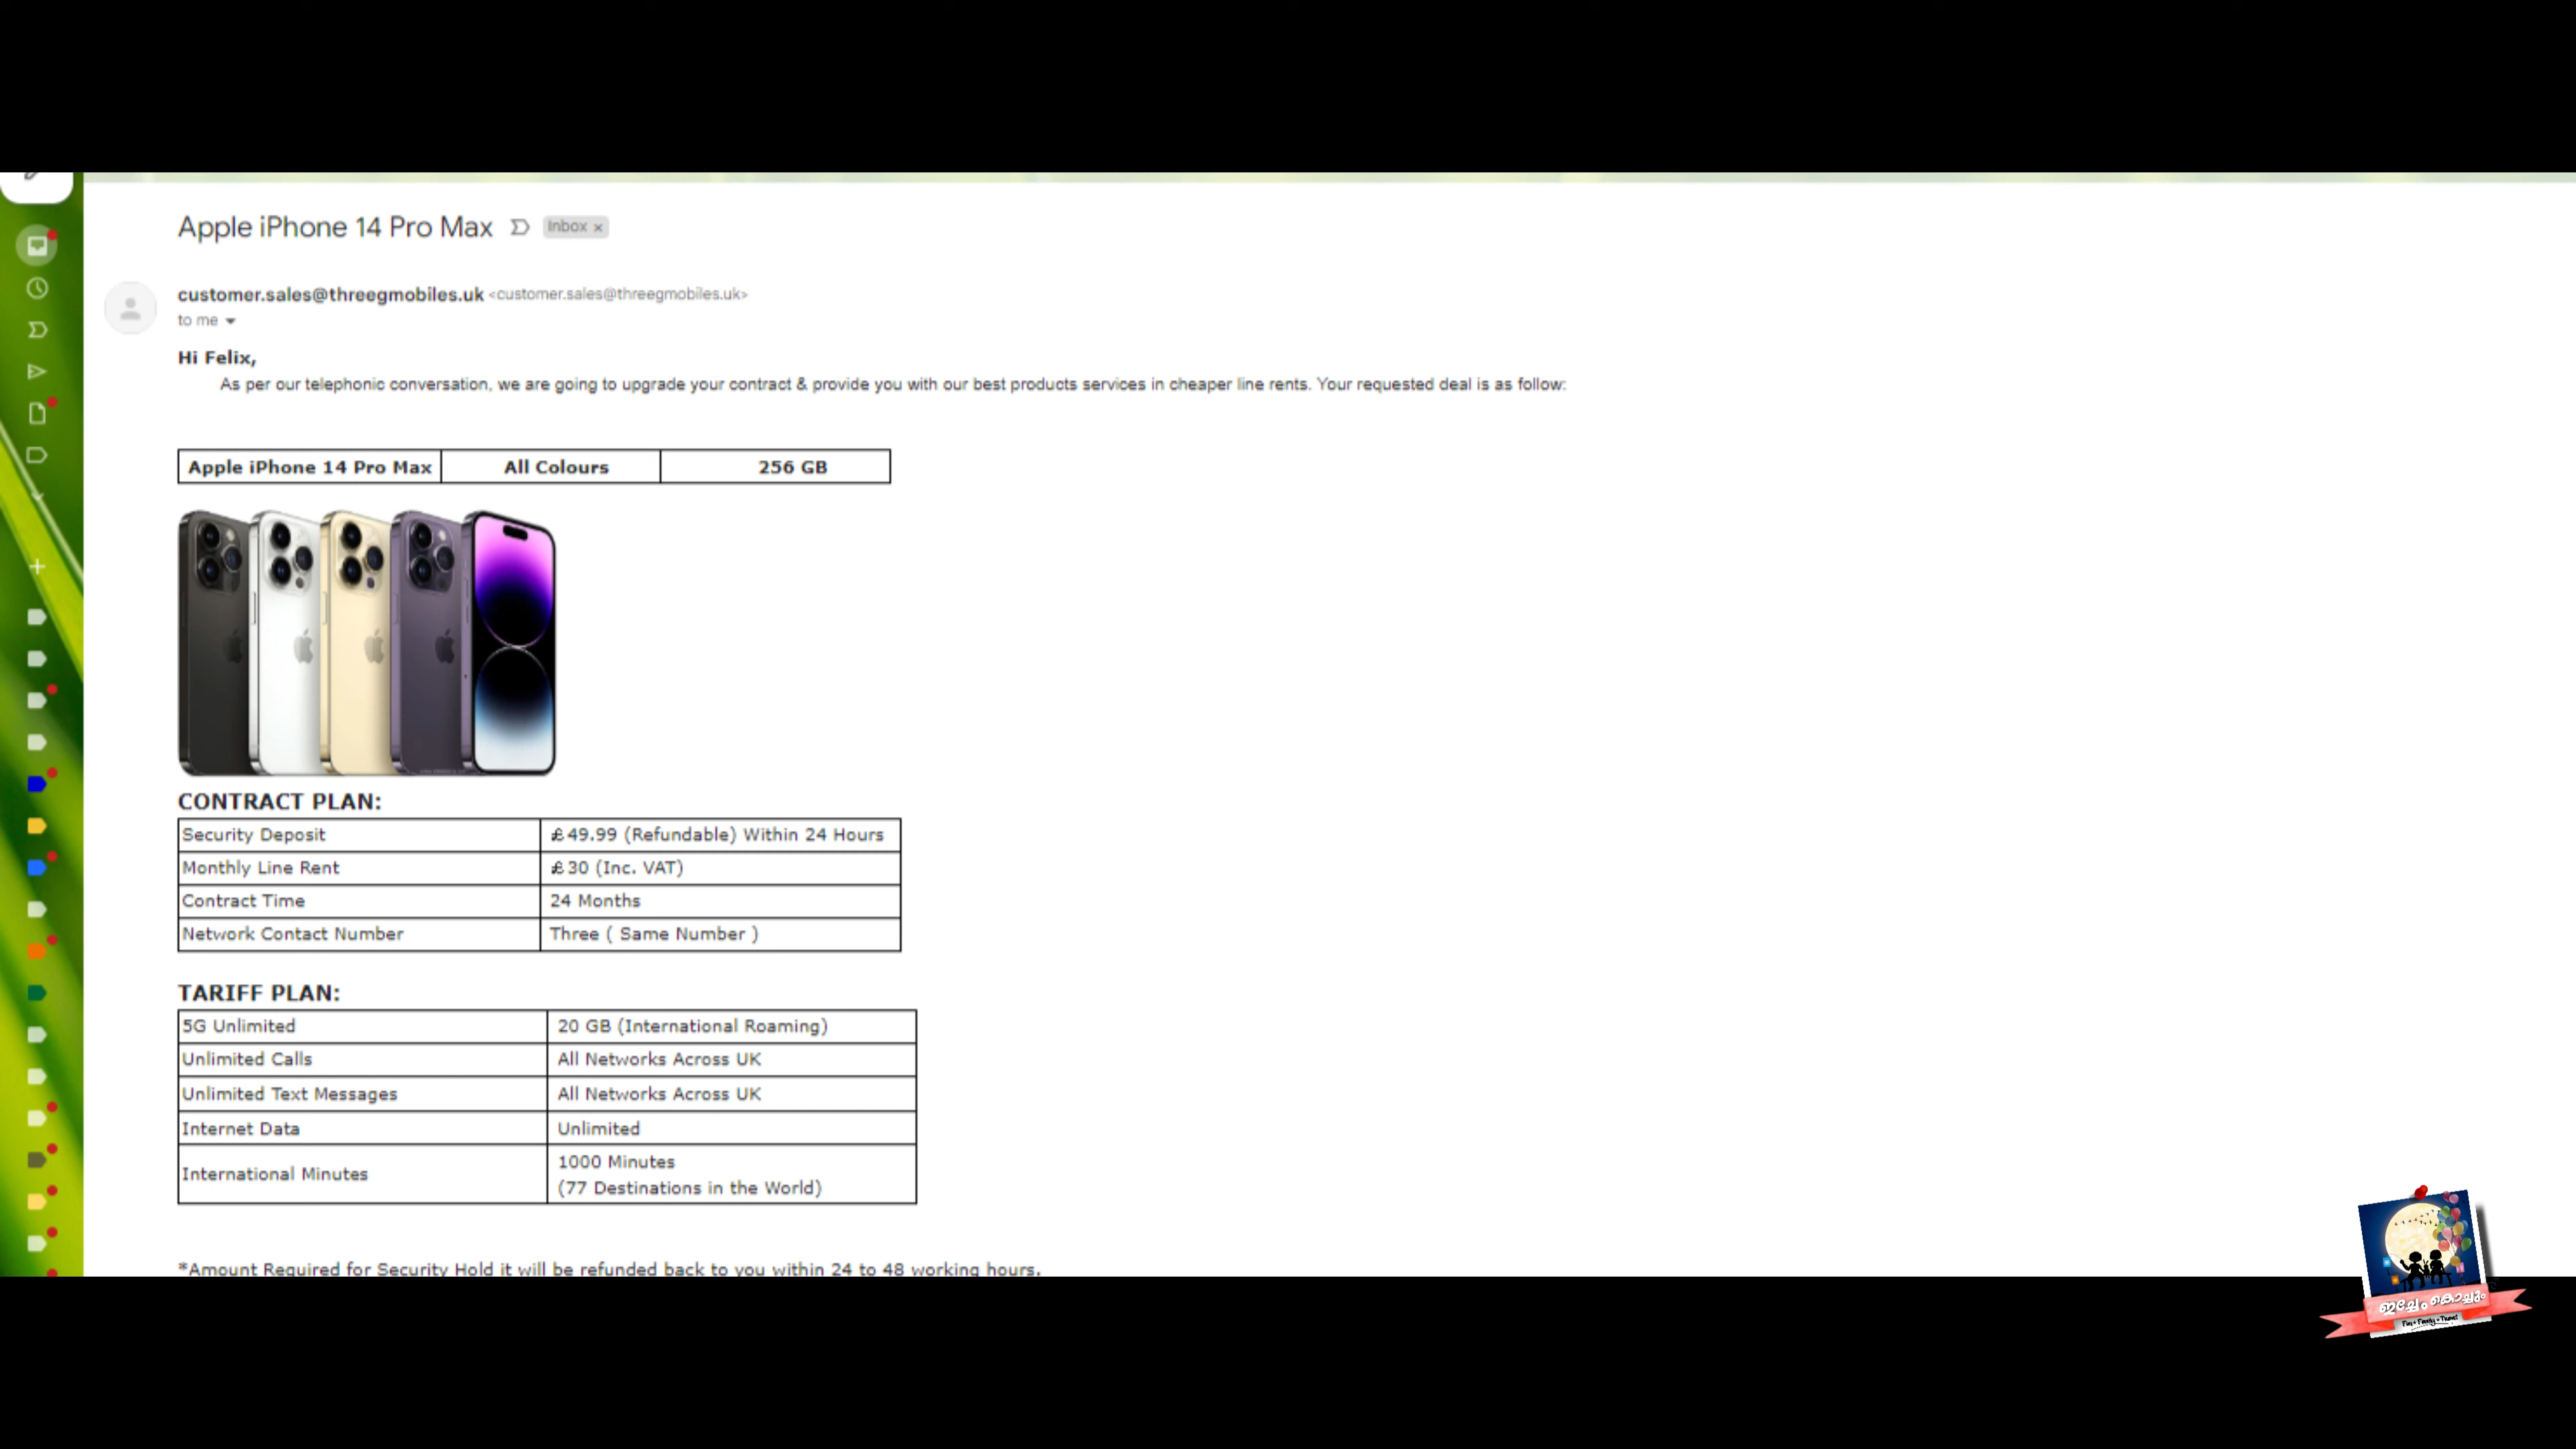 Apple iPhone 14 Pro Max Inbox ×
customer.sales@threegmobiles.uk <customer.sales@threegmobiles.uk>
to me
Hi Felix,
As per our telephonic conversation, we are going to upgrade your contract & provide you with our best products services in cheaper line rents. Your requested deal is as follow:
Apple iPhone 14 Pro Max All Colours 256 GB
CONTRACT PLAN:
Security Deposit £49.99 (Refundable) Within 24 Hours
Monthly Line Rent £30 (Inc. VAT)
Contract Time 24 Months
Network Contact Number Three ( Same Number )
TARIFF PLAN:
5G Unlimited 20 GB (International Roaming)
Unlimited Calls All Networks Across UK
Unlimited Text Messages All Networks Across UK
Internet Data Unlimited
International Minutes 1000 Minutes
(77 Destinations in the World)
*Amount Required for Security Hold it will be refunded back to you within 24 to 48 working hours.
ഇച്ചേം കൊച്ചും
Fun • Family • Travel